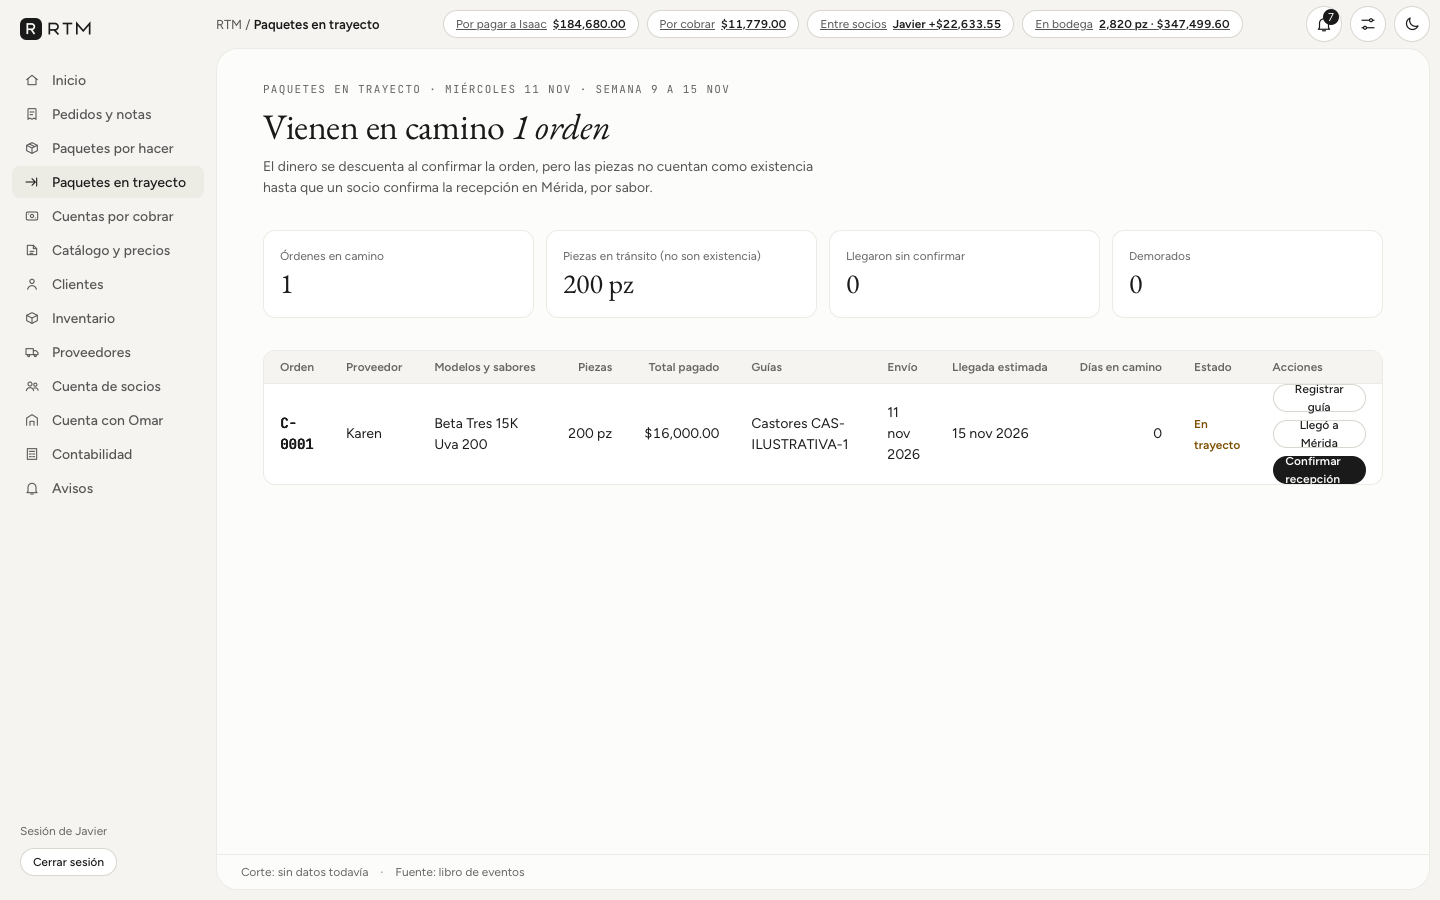 R RTM
RTM / Paquetes en trayecto
Por pagar a Isaac $184,680.00
Por cobrar $11,779.00
Entre socios Javier +$22,633.55
En bodega 2,820 pz · $347,499.60
7
Inicio
Pedidos y notas
Paquetes por hacer
Paquetes en trayecto
Cuentas por cobrar
Catálogo y precios
Clientes
Inventario
Proveedores
Cuenta de socios
Cuenta con Omar
Contabilidad
Avisos
Sesión de Javier
Cerrar sesión
PAQUETES EN TRAYECTO · MIÉRCOLES 11 NOV · SEMANA 9 A 15 NOV
Vienen en camino 1 orden
El dinero se descuenta al confirmar la orden, pero las piezas no cuentan como existencia
hasta que un socio confirma la recepción en Mérida, por sabor.
Órdenes en camino
1
Piezas en tránsito (no son existencia)
200 pz
Llegaron sin confirmar
0
Demorados
0
Orden Proveedor Modelos y sabores Piezas Total pagado Guías Envío Llegada estimada Días en camino Estado Acciones
C-
0001
Karen
Beta Tres 15K
Uva 200
200 pz
$16,000.00
Castores CAS-
ILUSTRATIVA-1
11
nov
2026
15 nov 2026
0
En
trayecto
Registrar
guía
Llegó a
Mérida
Confirmar
recepción
Corte: sin datos todavía · Fuente: libro de eventos